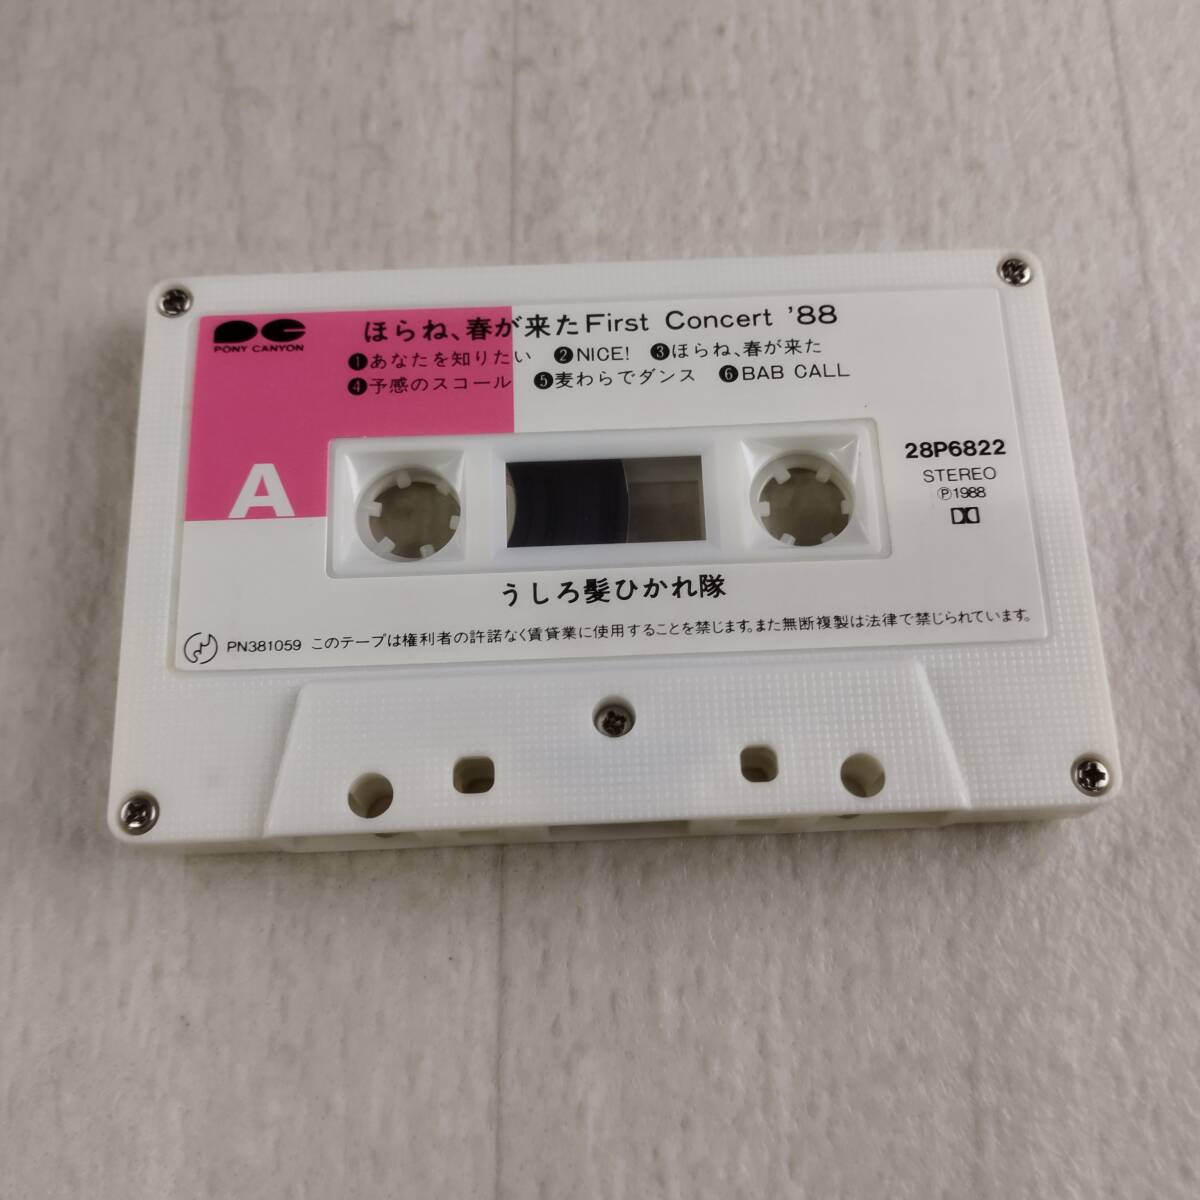 PONY CANYON
ほらね、春が来たFirst Concert '88
❶あなたを知りたい ❷NICE! ❸ほらね、春が来た
❹予感のスコール ❺麦わらでダンス ❻BAB CALL
A
28P6822
STEREO
Ⓟ1988
うしろ髪ひかれ隊
PN381059 このテープは権利者の許諾なく賃貸業に使用することを禁じます。また無断複製は法律で禁じられています。